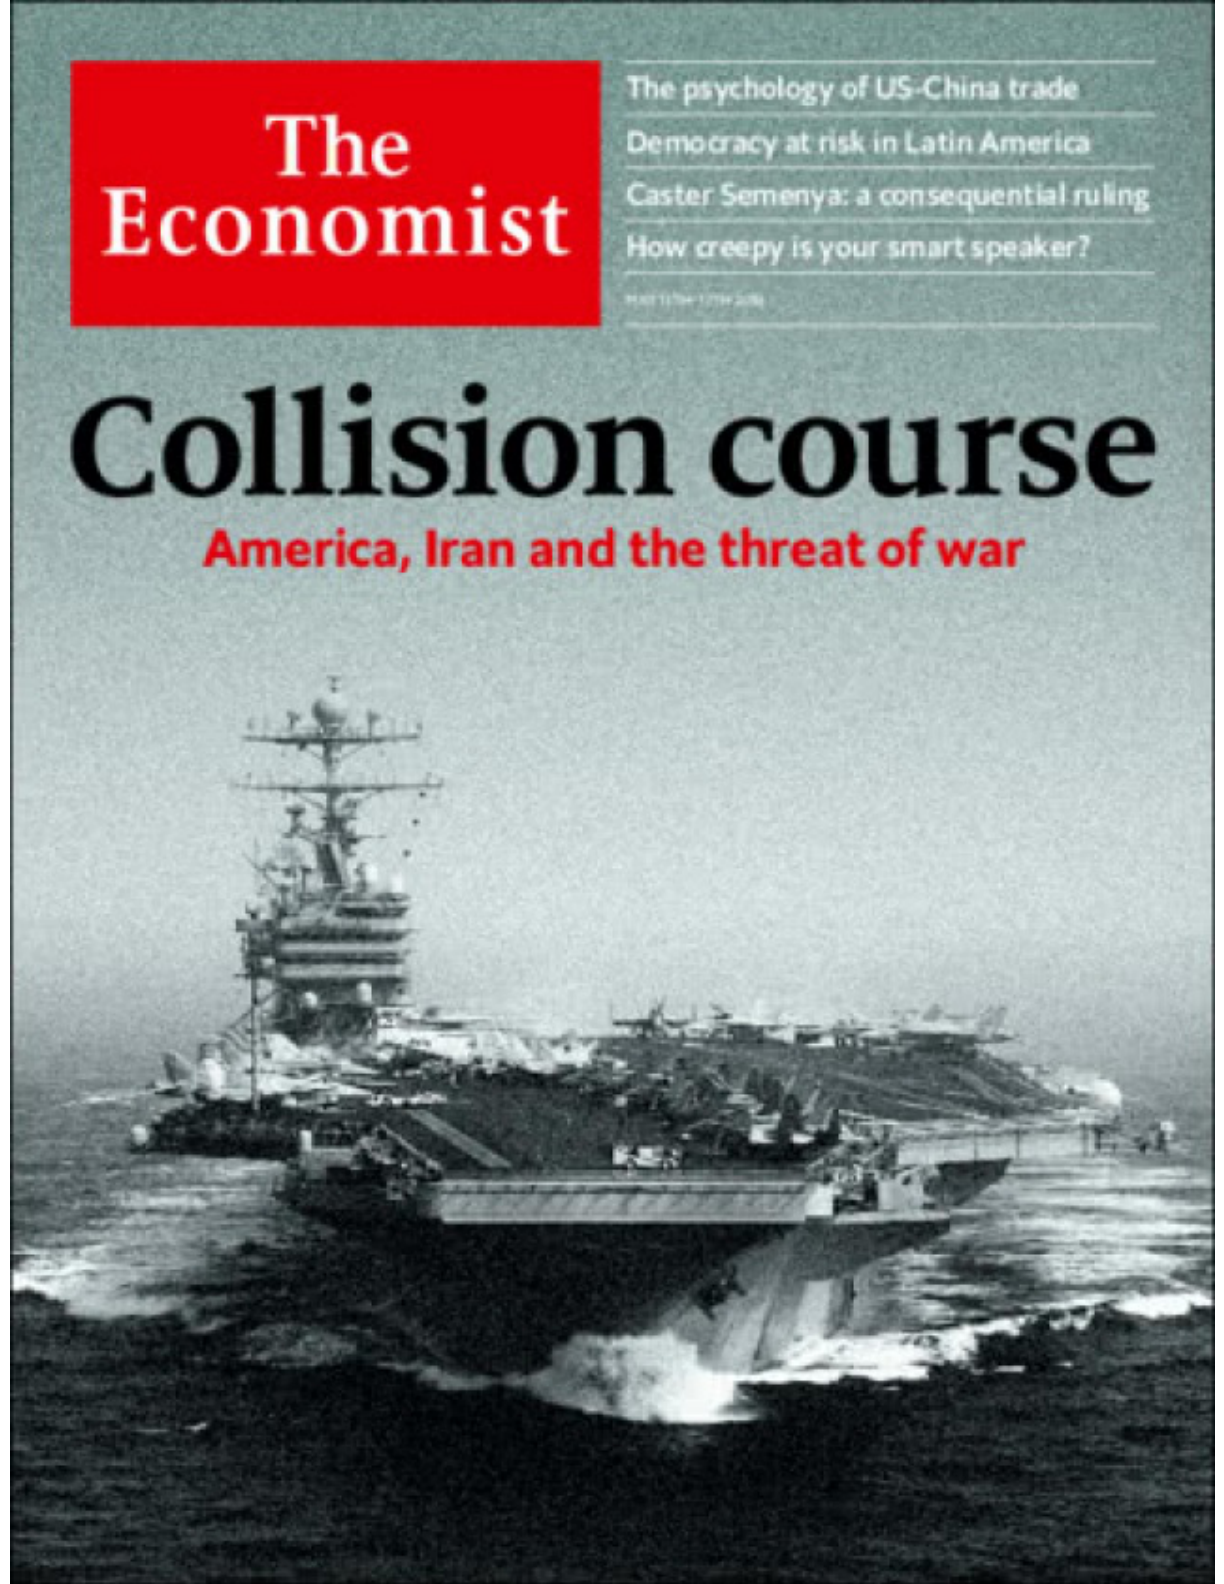 The
Economist
The psychology of US-China trade
Democracy at risk in Latin America
Caster Semenya: a consequential ruling
How creepy is your smart speaker?
Collision course
America, Iran and the threat of war